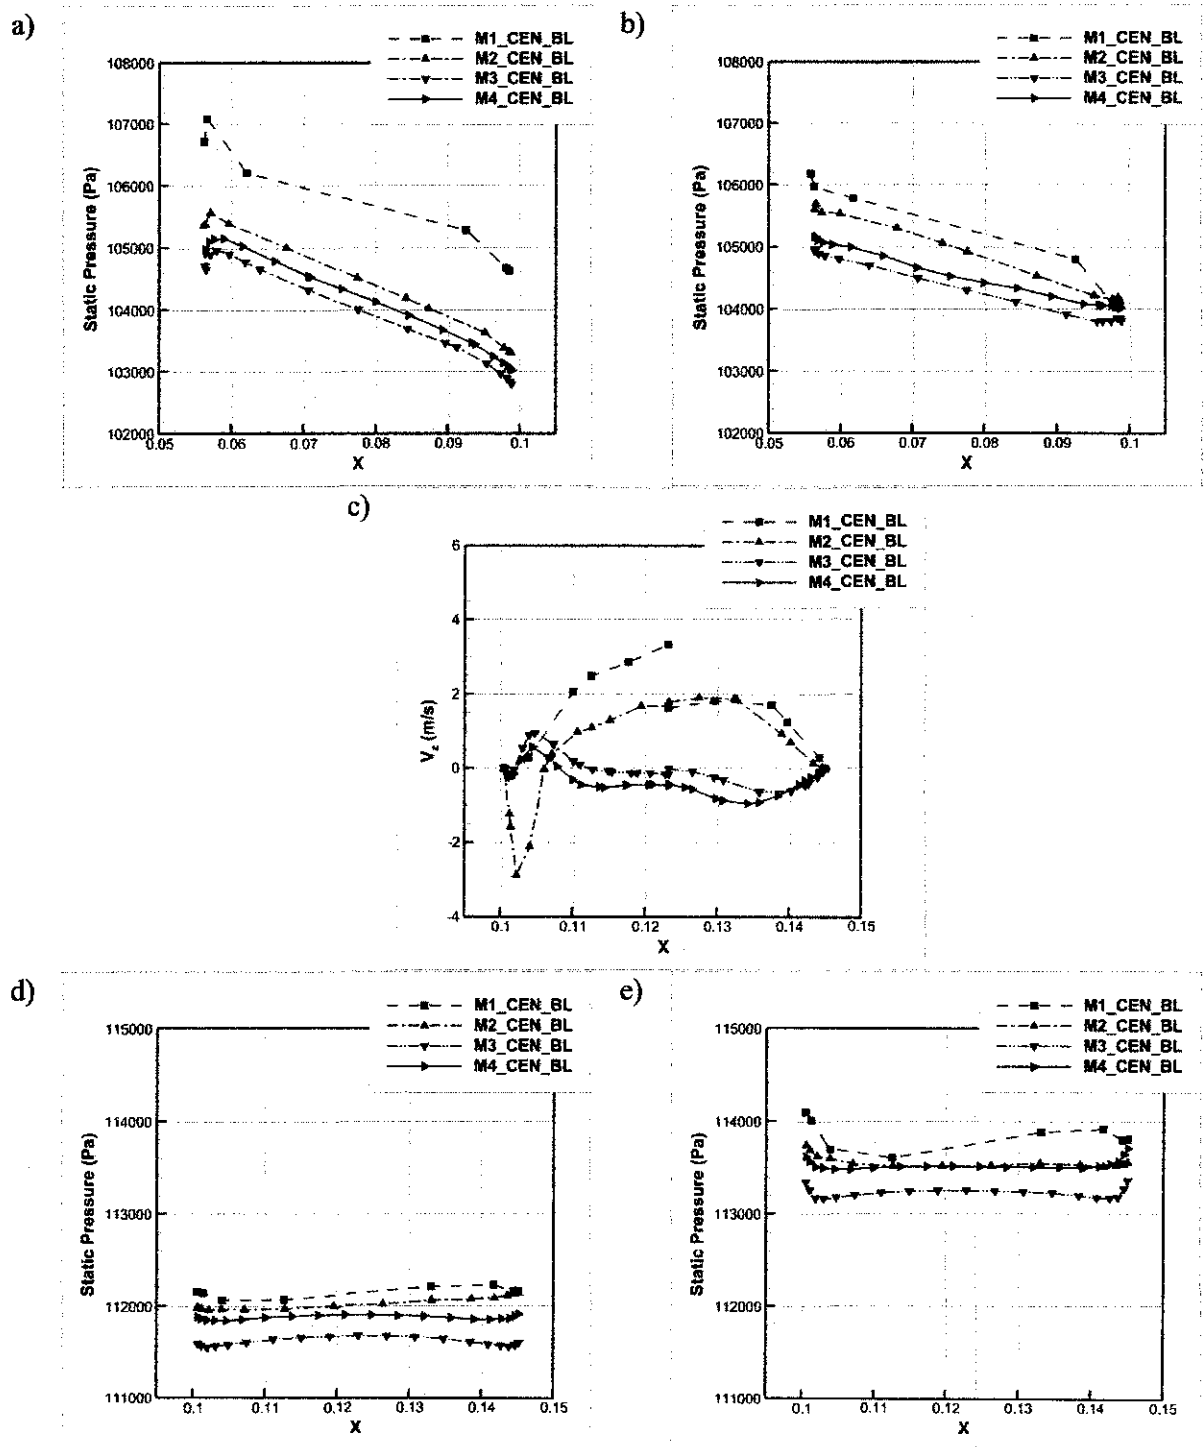 a)
M1_CEN_BL
M2_CEN_BL
M3_CEN_BL
M4_CEN_BL
108000
107000
106000
105000
104000
103000
102000
Static Pressure (Pa)
0.05 0.06 0.07 0.08 0.09 0.1
X
b)
M1_CEN_BL
M2_CEN_BL
M3_CEN_BL
M4_CEN_BL
108000
107000
106000
105000
104000
103000
102000
Static Pressure (Pa)
0.05 0.06 0.07 0.08 0.09 0.1
X
c)
M1_CEN_BL
M2_CEN_BL
M3_CEN_BL
M4_CEN_BL
6
4
2
0
-2
-4
V_z (m/s)
0.1 0.11 0.12 0.13 0.14 0.15
X
d)
M1_CEN_BL
M2_CEN_BL
M3_CEN_BL
M4_CEN_BL
115000
114000
113000
112000
111000
Static Pressure (Pa)
0.1 0.11 0.12 0.13 0.14 0.15
X
e)
M1_CEN_BL
M2_CEN_BL
M3_CEN_BL
M4_CEN_BL
115000
114000
113000
112000
111000
Static Pressure (Pa)
0.1 0.11 0.12 0.13 0.14 0.15
X